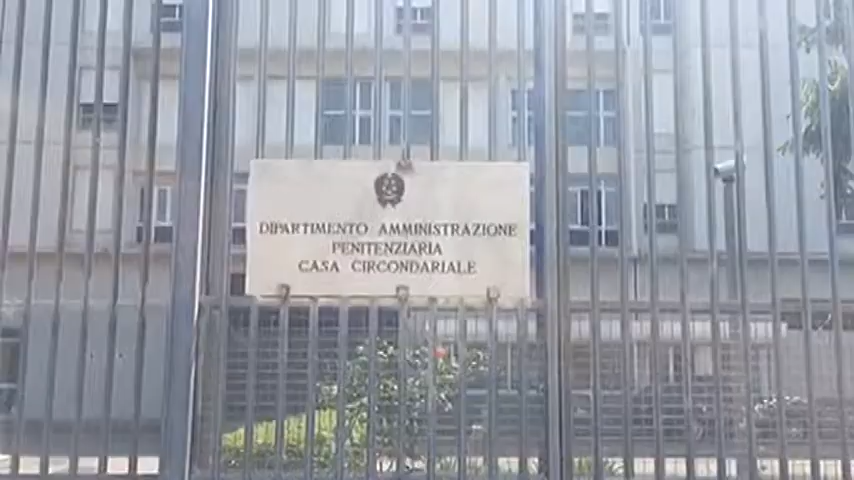 DIPARTIMENTO AMMINISTRAZIONE
PENITENZIARIA
CASA CIRCONDARIALE